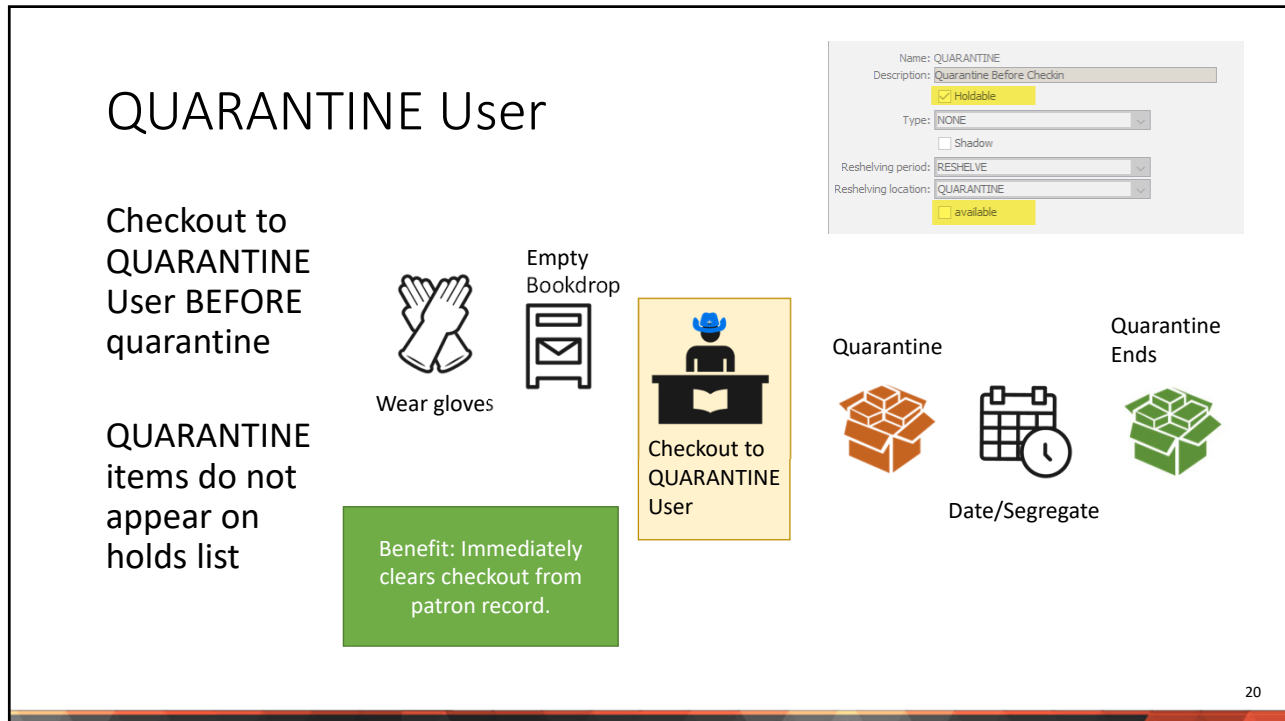 QUARANTINE User
Name: QUARANTINE
Description: Quarantine Before Checkin
Holdable
Type: NONE
Shadow
Reshelving period: RESHELVE
Reshelving location: QUARANTINE
available
Checkout to
QUARANTINE
User BEFORE
quarantine
QUARANTINE
items do not
appear on
holds list
Wear gloves
Empty
Bookdrop
Checkout to
QUARANTINE
User
Quarantine
Date/Segregate
Quarantine
Ends
Benefit: Immediately
clears checkout from
patron record.
20